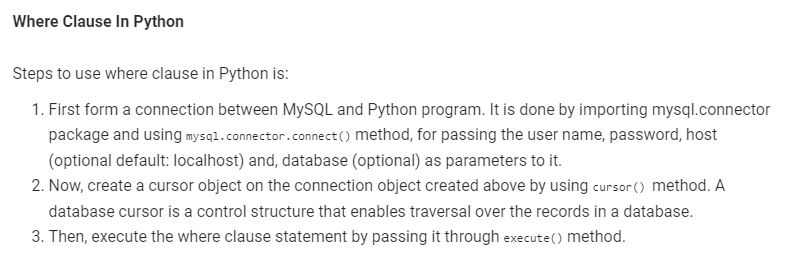 Where Clause In Python
Steps to use where clause in Python is:
1. First form a connection between MySQL and Python program. It is done by importing mysql.connector
package and using mysql.connector.connect() method, for passing the user name, password, host
(optional default: localhost) and, database (optional) as parameters to it.
2. Now, create a cursor object on the connection object created above by using cursor() method. A
database cursor is a control structure that enables traversal over the records in a database.
3. Then, execute the where clause statement by passing it through execute() method.